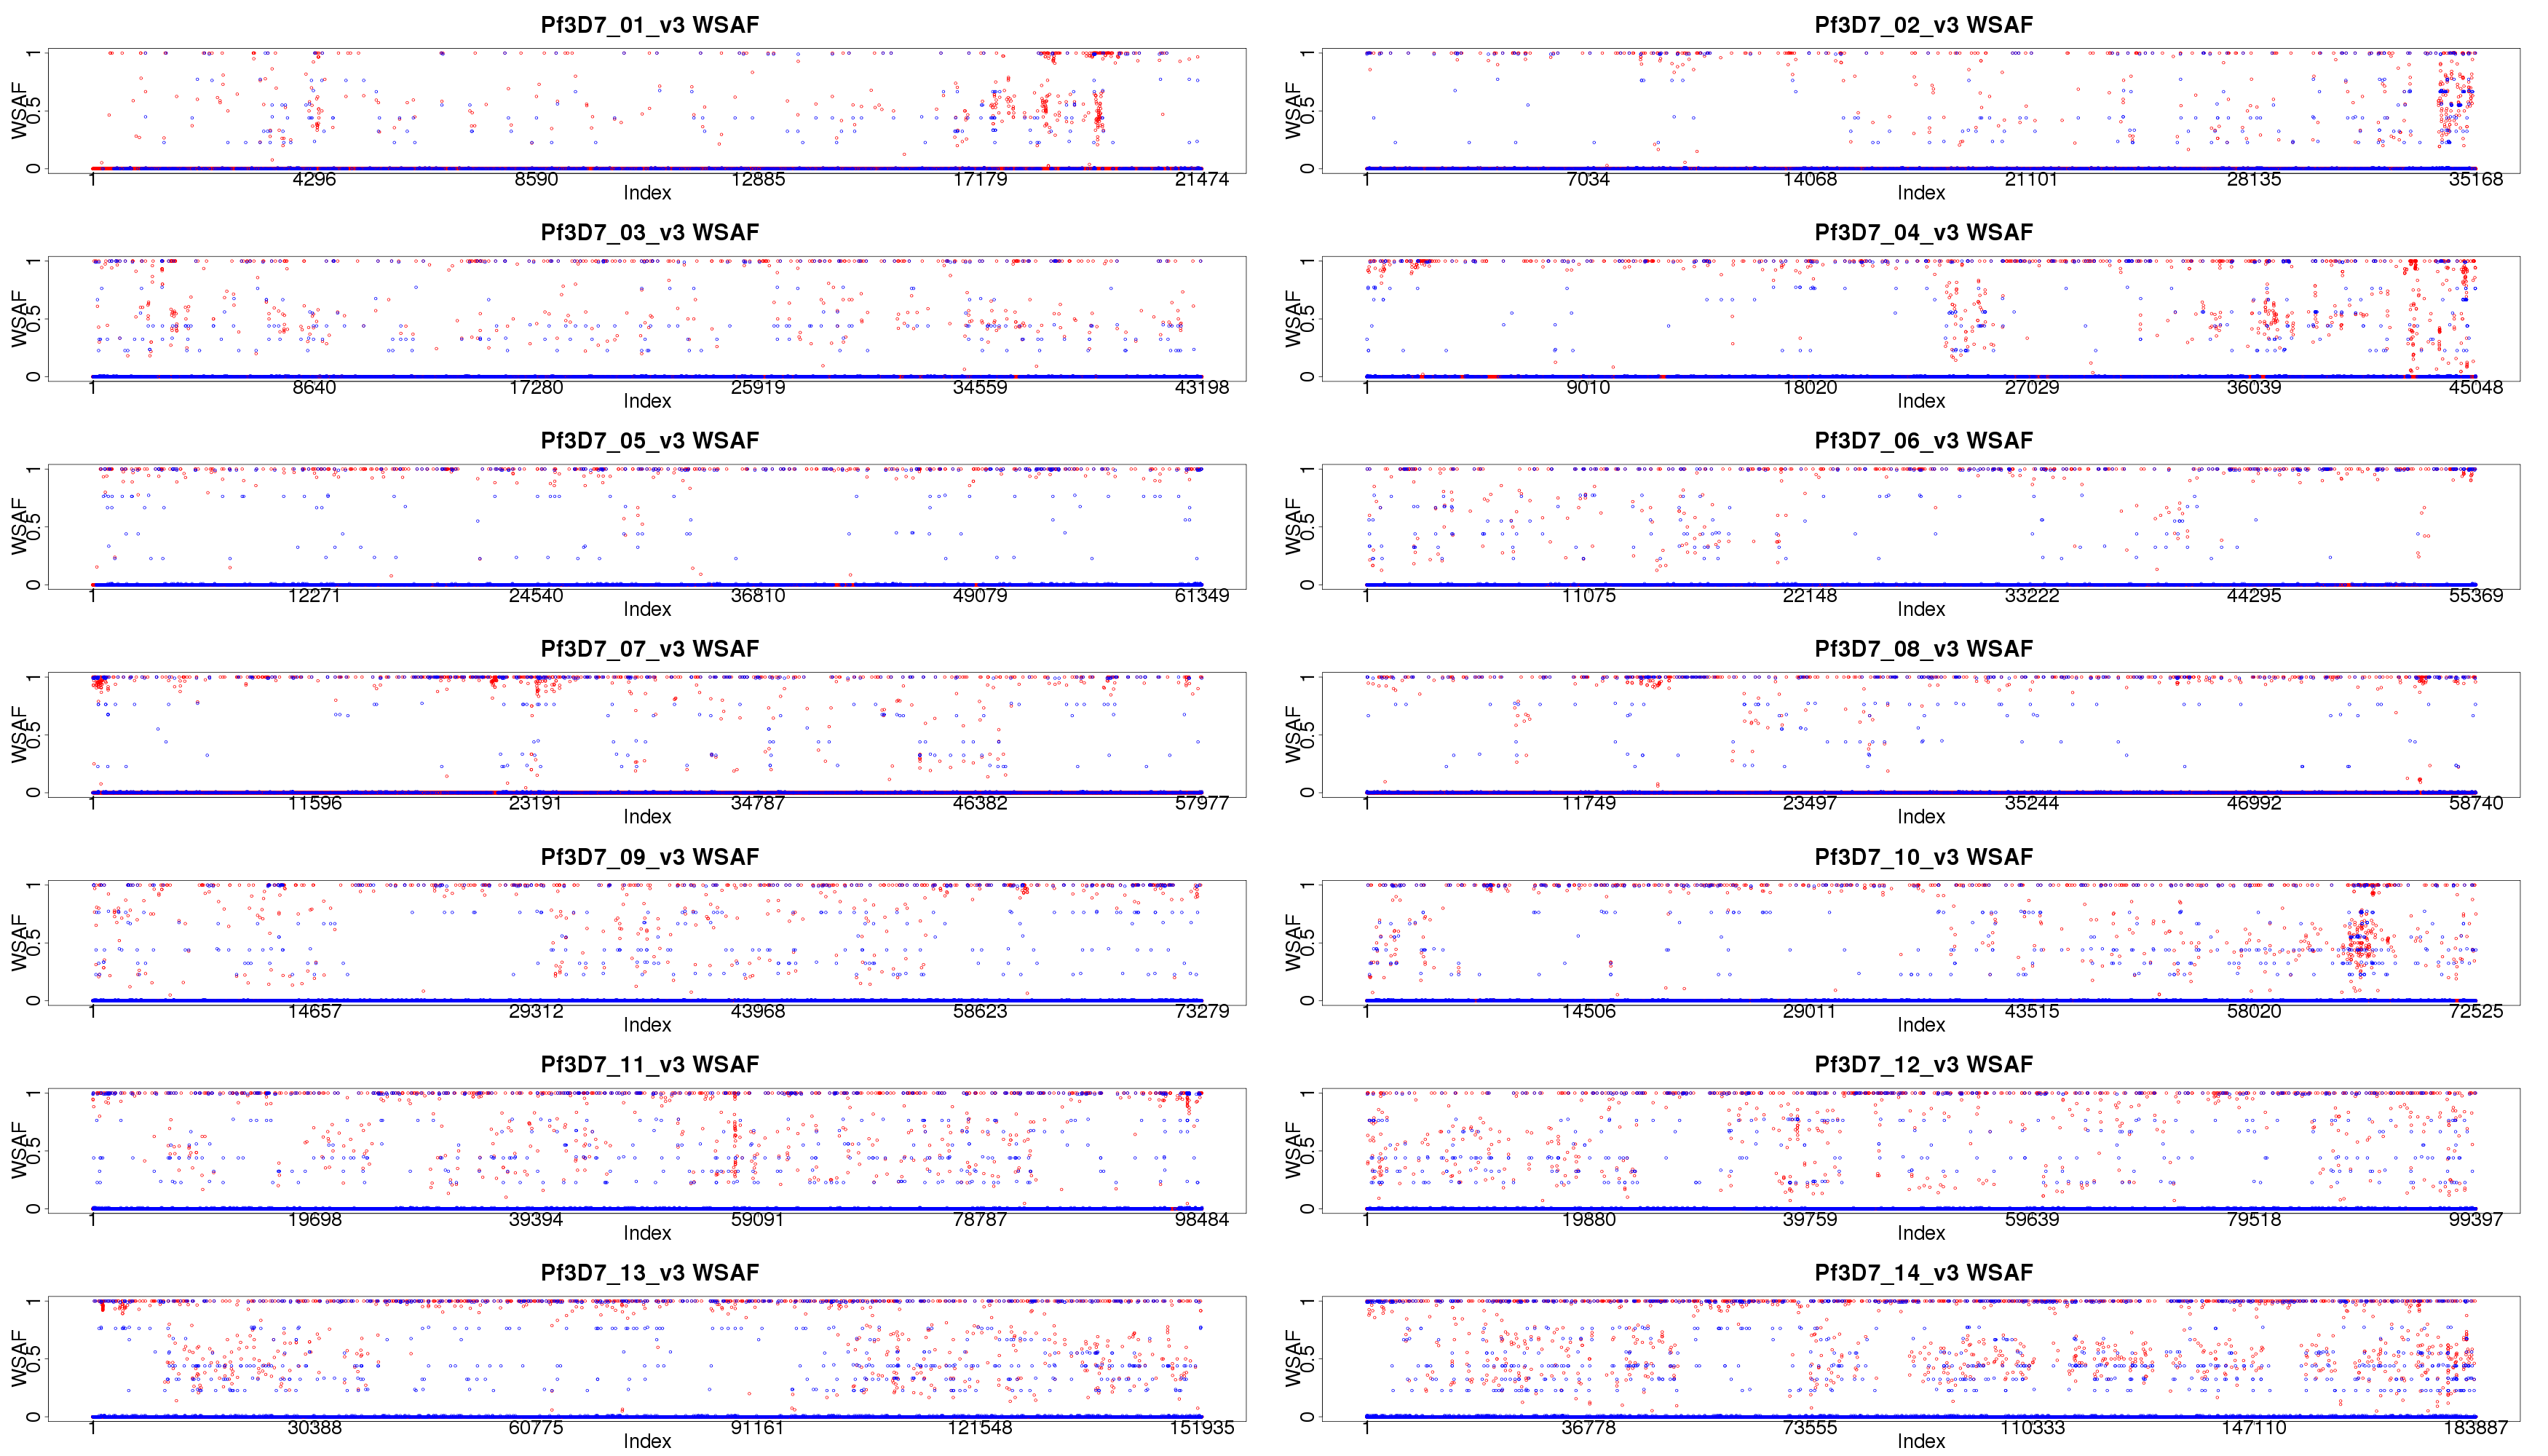 Pf3D7_01_v3 WSAF
WSAF
0 0.5 1
1 4296 8590 12885 17179 21474
Index
Pf3D7_02_v3 WSAF
WSAF
0 0.5 1
1 7034 14068 21101 28135 35168
Index
Pf3D7_03_v3 WSAF
WSAF
0 0.5 1
1 8640 17280 25919 34559 43198
Index
Pf3D7_04_v3 WSAF
WSAF
0 0.5 1
1 9010 18020 27029 36039 45048
Index
Pf3D7_05_v3 WSAF
WSAF
0 0.5 1
1 12271 24540 36810 49079 61349
Index
Pf3D7_06_v3 WSAF
WSAF
0 0.5 1
1 11075 22148 33222 44295 55369
Index
Pf3D7_07_v3 WSAF
WSAF
0 0.5 1
1 11596 23191 34787 46382 57977
Index
Pf3D7_08_v3 WSAF
WSAF
0 0.5 1
1 11749 23497 35244 46992 58740
Index
Pf3D7_09_v3 WSAF
WSAF
0 0.5 1
1 14657 29312 43968 58623 73279
Index
Pf3D7_10_v3 WSAF
WSAF
0 0.5 1
1 14506 29011 43515 58020 72525
Index
Pf3D7_11_v3 WSAF
WSAF
0 0.5 1
1 19698 39394 59091 78787 98484
Index
Pf3D7_12_v3 WSAF
WSAF
0 0.5 1
1 19880 39759 59639 79518 99397
Index
Pf3D7_13_v3 WSAF
WSAF
0 0.5 1
1 30388 60775 91161 121548 151935
Index
Pf3D7_14_v3 WSAF
WSAF
0 0.5 1
1 36778 73555 110333 147110 183887
Index